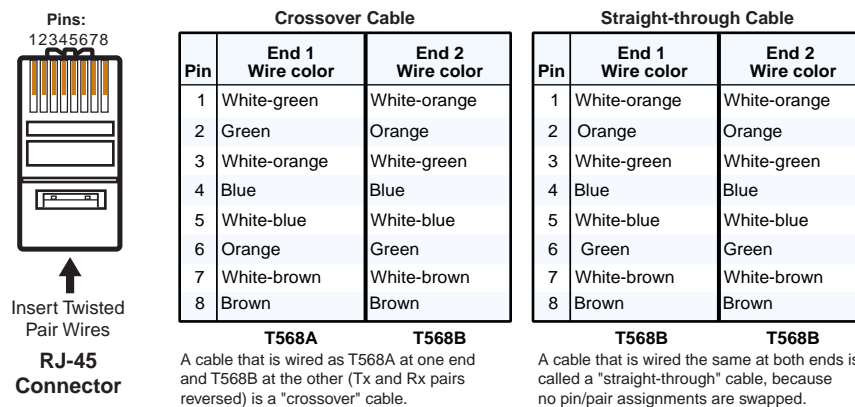 Pins:
12345678
Insert Twisted
Pair Wires
RJ-45
Connector
Crossover Cable
Pin End 1 Wire color End 2 Wire color
1 White-green White-orange
2 Green Orange
3 White-orange White-green
4 Blue Blue
5 White-blue White-blue
6 Orange Green
7 White-brown White-brown
8 Brown Brown
T568A T568B
A cable that is wired as T568A at one end
and T568B at the other (Tx and Rx pairs
reversed) is a "crossover" cable.
Straight-through Cable
Pin End 1 Wire color End 2 Wire color
1 White-orange White-orange
2 Orange Orange
3 White-green White-green
4 Blue Blue
5 White-blue White-blue
6 Green Green
7 White-brown White-brown
8 Brown Brown
T568B T568B
A cable that is wired the same at both ends is
called a "straight-through" cable, because
no pin/pair assignments are swapped.